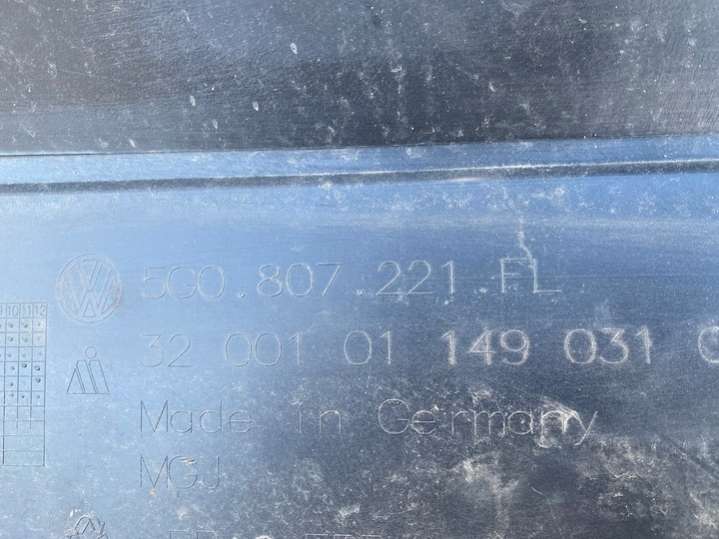 5G0.807.221 FL
32 001 01 149 031
Made in Germany
MGJ